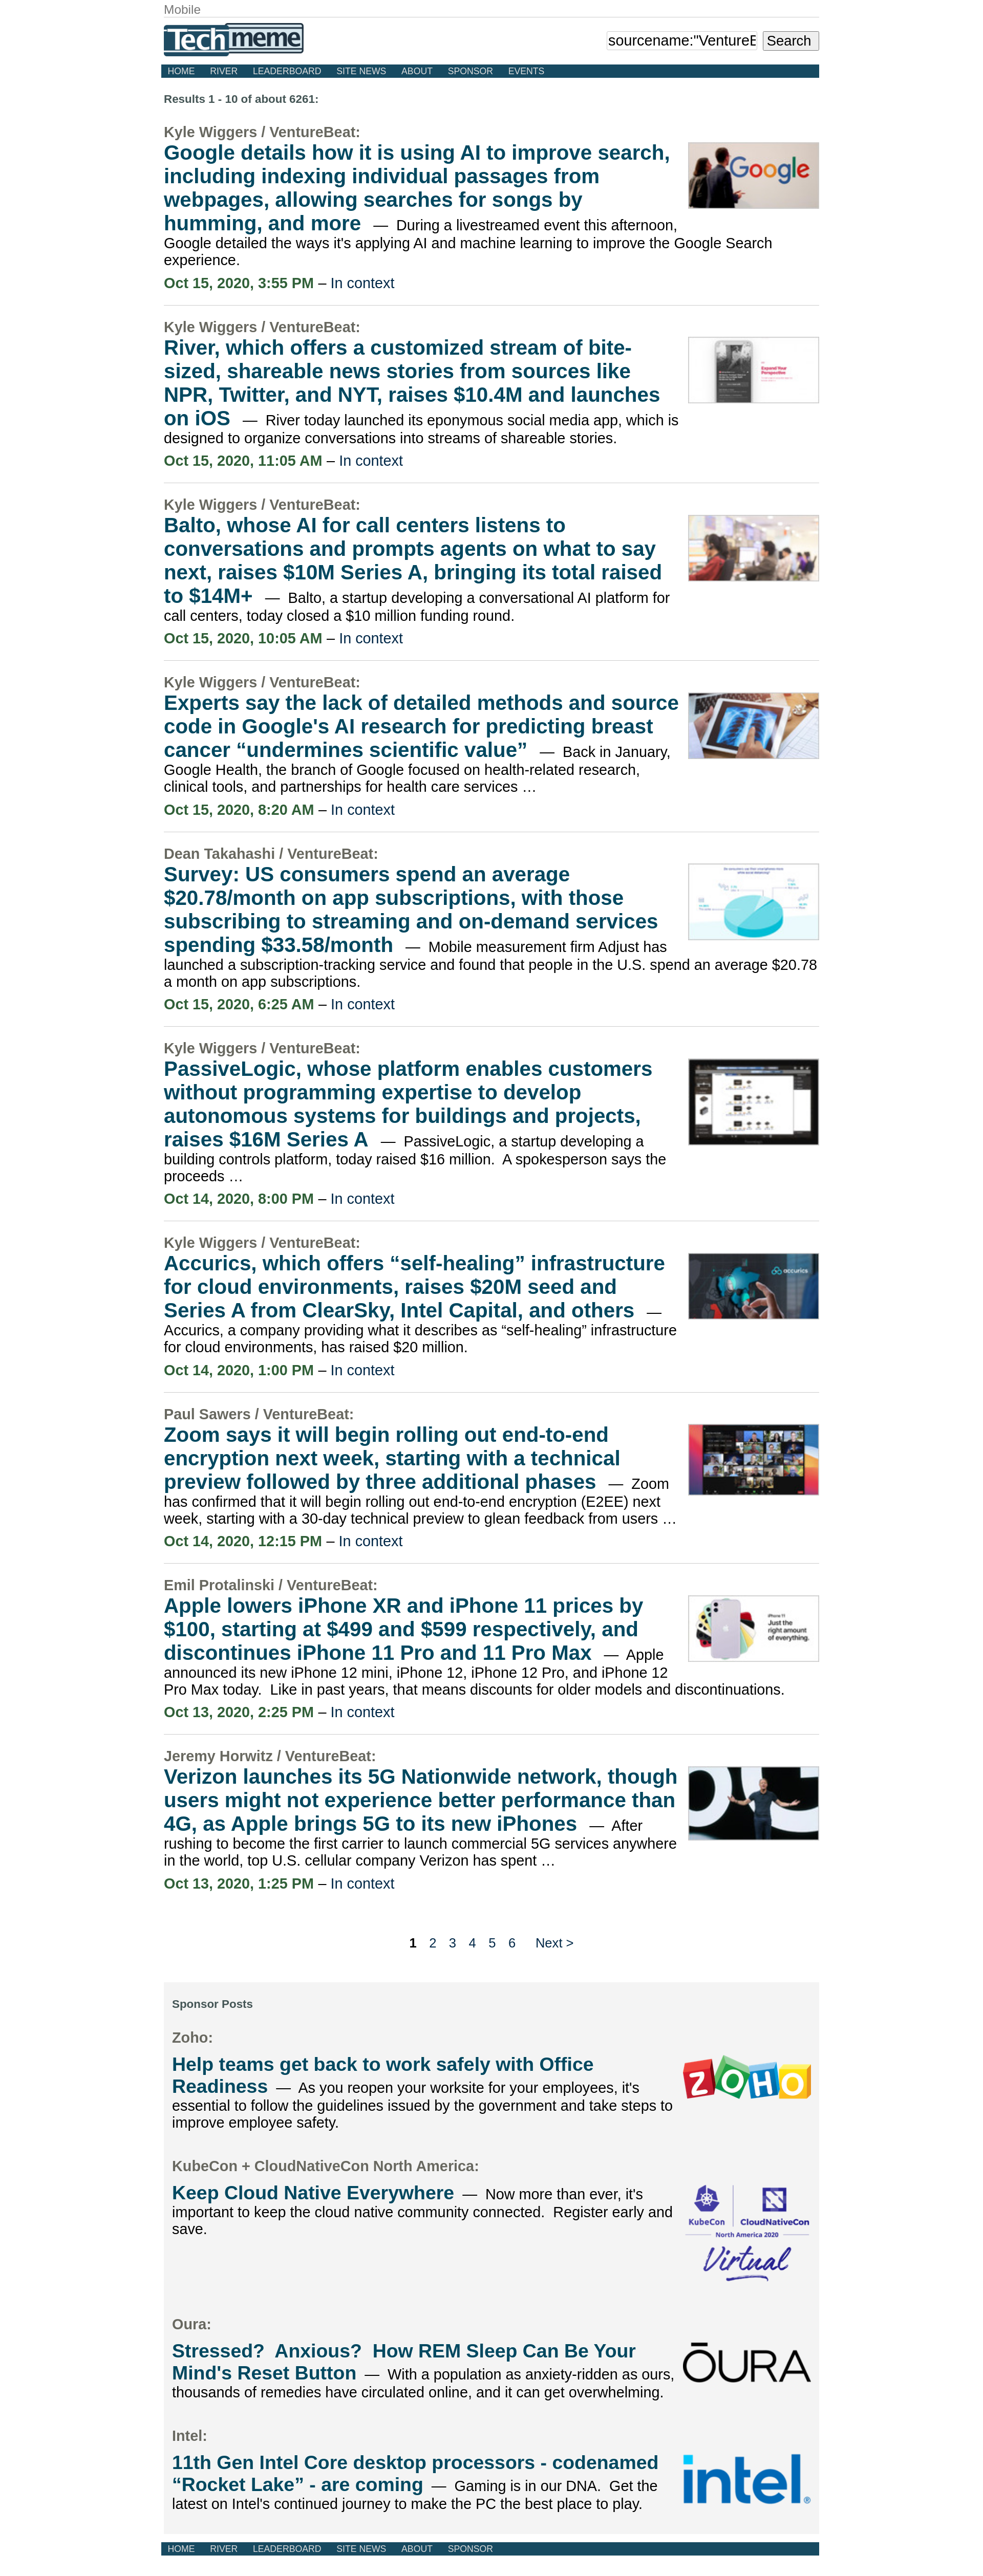 Mobile
Techmeme
sourcename:"VentureB
Search
HOME RIVER LEADERBOARD SITE NEWS ABOUT SPONSOR EVENTS
Results 1 - 10 of about 6261:
Kyle Wiggers / VentureBeat:
Google details how it is using AI to improve search,
including indexing individual passages from
webpages, allowing searches for songs by
humming, and more — During a livestreamed event this afternoon,
Google detailed the ways it's applying AI and machine learning to improve the Google Search
experience.
Google
Oct 15, 2020, 3:55 PM – In context
Kyle Wiggers / VentureBeat:
River, which offers a customized stream of bite-
sized, shareable news stories from sources like
NPR, Twitter, and NYT, raises $10.4M and launches
on iOS — River today launched its eponymous social media app, which is
designed to organize conversations into streams of shareable stories.
Expand Your
Perspective
Oct 15, 2020, 11:05 AM – In context
Kyle Wiggers / VentureBeat:
Balto, whose AI for call centers listens to
conversations and prompts agents on what to say
next, raises $10M Series A, bringing its total raised
to $14M+ — Balto, a startup developing a conversational AI platform for
call centers, today closed a $10 million funding round.
Oct 15, 2020, 10:05 AM – In context
Kyle Wiggers / VentureBeat:
Experts say the lack of detailed methods and source
code in Google's AI research for predicting breast
cancer “undermines scientific value” — Back in January,
Google Health, the branch of Google focused on health-related research,
clinical tools, and partnerships for health care services …
Oct 15, 2020, 8:20 AM – In context
Dean Takahashi / VentureBeat:
Survey: US consumers spend an average
$20.78/month on app subscriptions, with those
subscribing to streaming and on-demand services
spending $33.58/month — Mobile measurement firm Adjust has
launched a subscription-tracking service and found that people in the U.S. spend an average $20.78
a month on app subscriptions.
Oct 15, 2020, 6:25 AM – In context
Kyle Wiggers / VentureBeat:
PassiveLogic, whose platform enables customers
without programming expertise to develop
autonomous systems for buildings and projects,
raises $16M Series A — PassiveLogic, a startup developing a
building controls platform, today raised $16 million. A spokesperson says the
proceeds …
Oct 14, 2020, 8:00 PM – In context
Kyle Wiggers / VentureBeat:
Accurics, which offers “self-healing” infrastructure
for cloud environments, raises $20M seed and
Series A from ClearSky, Intel Capital, and others —
Accurics, a company providing what it describes as “self-healing” infrastructure
for cloud environments, has raised $20 million.
accurics
Oct 14, 2020, 1:00 PM – In context
Paul Sawers / VentureBeat:
Zoom says it will begin rolling out end-to-end
encryption next week, starting with a technical
preview followed by three additional phases — Zoom
has confirmed that it will begin rolling out end-to-end encryption (E2EE) next
week, starting with a 30-day technical preview to glean feedback from users …
Oct 14, 2020, 12:15 PM – In context
Emil Protalinski / VentureBeat:
Apple lowers iPhone XR and iPhone 11 prices by
$100, starting at $499 and $599 respectively, and
discontinues iPhone 11 Pro and 11 Pro Max — Apple
announced its new iPhone 12 mini, iPhone 12, iPhone 12 Pro, and iPhone 12
Pro Max today. Like in past years, that means discounts for older models and discontinuations.
iPhone 11
Just the
right amount
of everything.
Oct 13, 2020, 2:25 PM – In context
Jeremy Horwitz / VentureBeat:
Verizon launches its 5G Nationwide network, though
users might not experience better performance than
4G, as Apple brings 5G to its new iPhones — After
rushing to become the first carrier to launch commercial 5G services anywhere
in the world, top U.S. cellular company Verizon has spent …
Oct 13, 2020, 1:25 PM – In context
1 2 3 4 5 6 Next >
Sponsor Posts
Zoho:
Help teams get back to work safely with Office
Readiness — As you reopen your worksite for your employees, it's
essential to follow the guidelines issued by the government and take steps to
improve employee safety.
ZOHO
KubeCon + CloudNativeCon North America:
Keep Cloud Native Everywhere — Now more than ever, it's
important to keep the cloud native community connected. Register early and
save.
KubeCon CloudNativeCon
North America 2020
Virtual
Oura:
Stressed? Anxious? How REM Sleep Can Be Your
Mind's Reset Button — With a population as anxiety-ridden as ours,
thousands of remedies have circulated online, and it can get overwhelming.
ŌURA
Intel:
11th Gen Intel Core desktop processors - codenamed
“Rocket Lake” - are coming — Gaming is in our DNA. Get the
latest on Intel's continued journey to make the PC the best place to play.
intel®
HOME RIVER LEADERBOARD SITE NEWS ABOUT SPONSOR